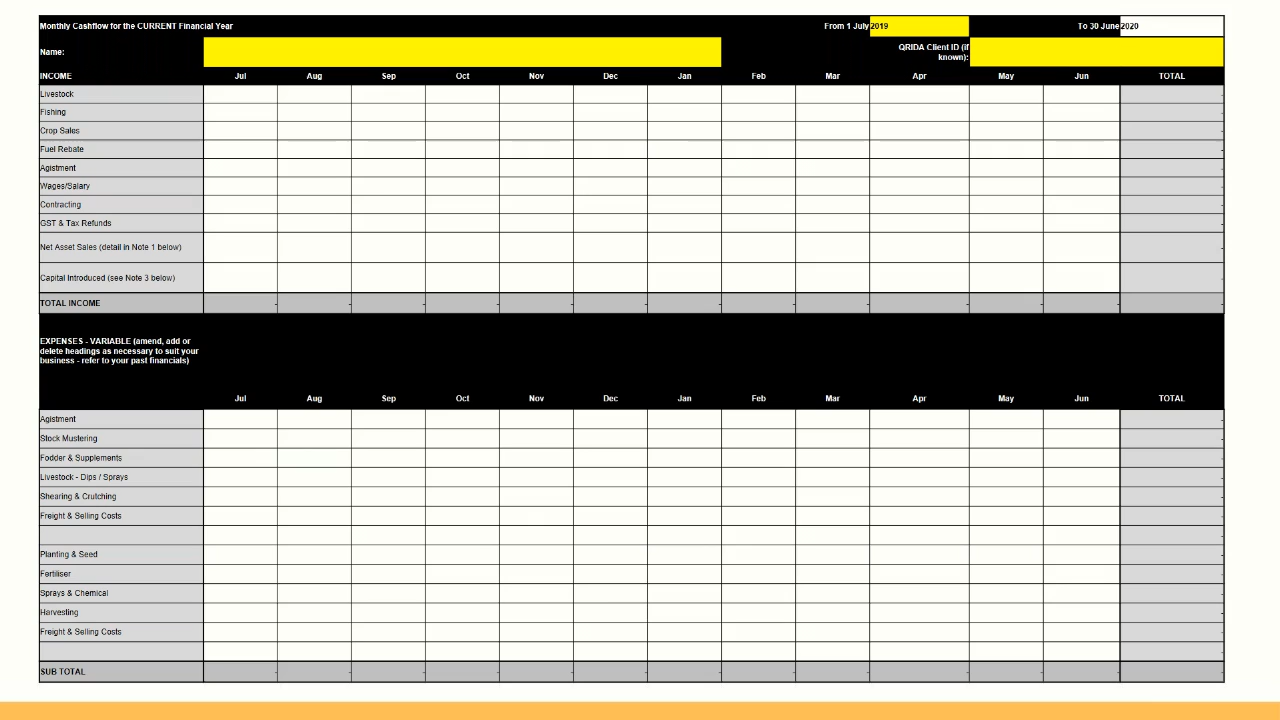 Monthly Cashflow for the CURRENT Financial Year From 1 July 2019 To 30 June 2020
Name: QRIDA Client ID (if
known):
INCOME Jul Aug Sep Oct Nov Dec Jan Feb Mar Apr May Jun TOTAL
Livestock -
Fishing -
Crop Sales -
Fuel Rebate -
Agistment -
Wages/Salary -
Contracting -
GST & Tax Refunds -
Net Asset Sales (detail in Note 1 below) -
Capital Introduced (see Note 3 below) -
TOTAL INCOME - - - - - - - - - - - - -
EXPENSES - VARIABLE (amend, add or
delete headings as necessary to suit your
business - refer to your past financials)
Jul Aug Sep Oct Nov Dec Jan Feb Mar Apr May Jun TOTAL
Agistment -
Stock Mustering -
Fodder & Supplements -
Livestock - Dips / Sprays -
Shearing & Crutching -
Freight & Selling Costs -
-
Planting & Seed -
Fertiliser -
Sprays & Chemical -
Harvesting -
Freight & Selling Costs -
-
SUB TOTAL - - - - - - - - - - - - -